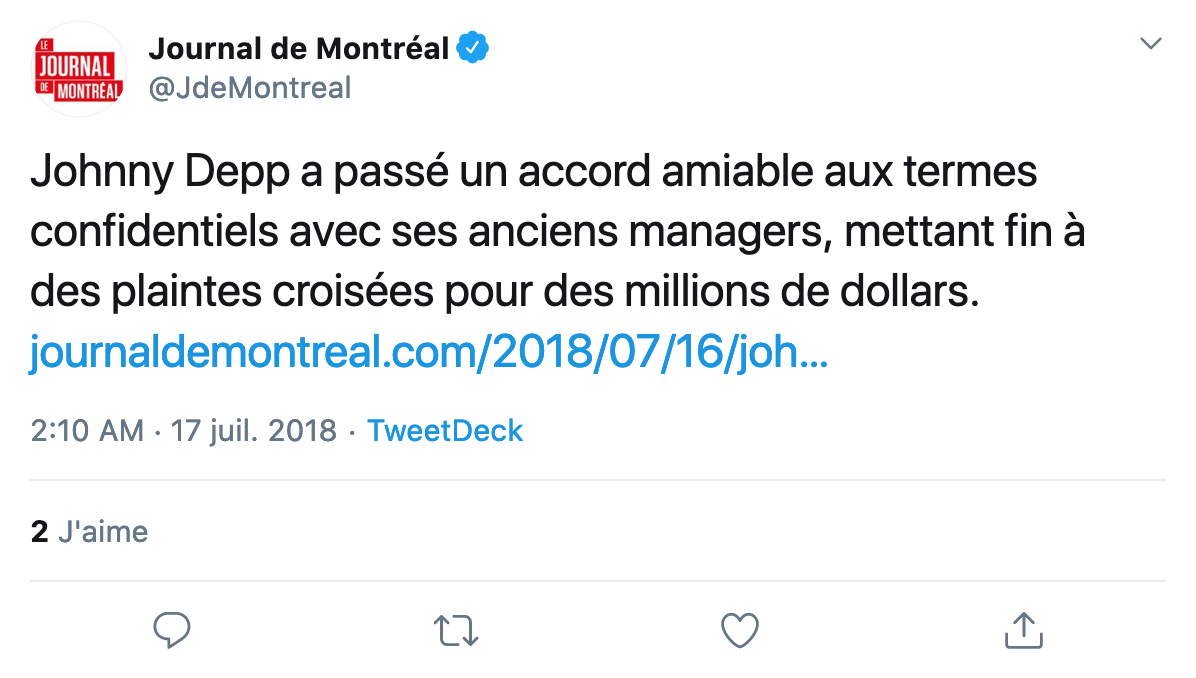 LE
JOURNAL
DE MONTRÉAL
Journal de Montréal
@JdeMontreal
Johnny Depp a passé un accord amiable aux termes
confidentiels avec ses anciens managers, mettant fin à
des plaintes croisées pour des millions de dollars.
journaldemontreal.com/2018/07/16/joh...
2:10 AM · 17 juil. 2018 · TweetDeck
2 J'aime